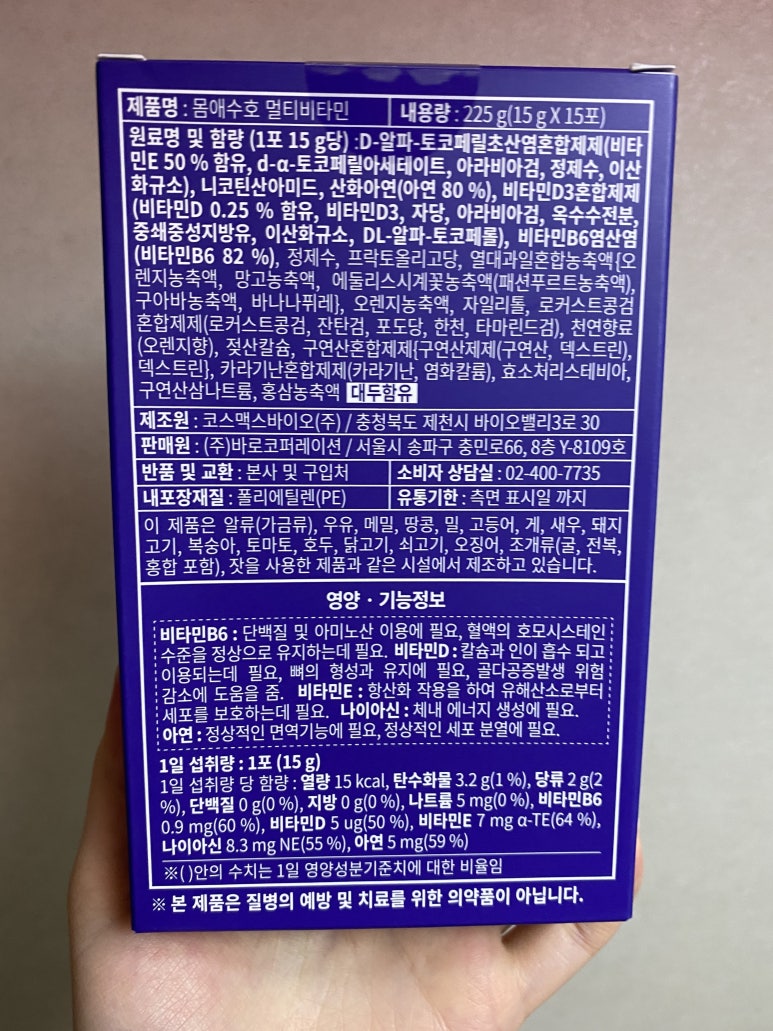 제품명 : 몸애수호 멀티비타민
내용량 : 225 g(15 g X 15포)
원료명 및 함량 (1포 15 g당) :D-알파-토코페릴초산염혼합제제(비타
민E 50 % 함유, d-α-토코페릴아세테이트, 아라비아검, 정제수, 이산
화규소), 니코틴산아미드, 산화아연(아연 80 %), 비타민D3혼합제제
(비타민D 0.25 % 함유, 비타민D3, 자당, 아라비아검, 옥수수전분,
중쇄중성지방유, 이산화규소, DL-알파-토코페롤), 비타민B6염산염
(비타민B6 82 %), 정제수, 프락토올리고당, 열대과일혼합농축액{오
렌지농축액, 망고농축액, 에둘리스시계꽃농축액(패션푸르트농축액),
구아바농축액, 바나나퓌레}, 오렌지농축액, 자일리톨, 로커스트콩검
혼합제제(로커스트콩검, 잔탄검, 포도당, 한천, 타마린드검), 천연향료
(오렌지향), 젖산칼슘, 구연산혼합제제{구연산제제(구연산, 덱스트린),
덱스트린}, 카라기난혼합제제(카라기난, 염화칼륨), 효소처리스테비아,
구연산삼나트륨, 홍삼농축액 대두함유
제조원 : 코스맥스바이오(주) / 충청북도 제천시 바이오밸리3로 30
판매원 : (주)바로코퍼레이션 / 서울시 송파구 충민로66, 8층 Y-8109호
반품 및 교환 : 본사 및 구입처
소비자 상담실 : 02-400-7735
내포장재질 : 폴리에틸렌(PE)
유통기한 : 측면 표시일 까지
이 제품은 알류(가금류), 우유, 메밀, 땅콩, 밀, 고등어, 게, 새우, 돼지
고기, 복숭아, 토마토, 호두, 닭고기, 쇠고기, 오징어, 조개류(굴, 전복,
홍합 포함), 잣을 사용한 제품과 같은 시설에서 제조하고 있습니다.
영양 · 기능정보
비타민B6 : 단백질 및 아미노산 이용에 필요, 혈액의 호모시스테인
수준을 정상으로 유지하는데 필요. 비타민D : 칼슘과 인이 흡수 되고
이용되는데 필요, 뼈의 형성과 유지에 필요, 골다공증발생 위험
감소에 도움을 줌. 비타민E : 항산화 작용을 하여 유해산소로부터
세포를 보호하는데 필요. 나이아신 : 체내 에너지 생성에 필요.
아연 : 정상적인 면역기능에 필요, 정상적인 세포 분열에 필요.
1일 섭취량 : 1포 (15 g)
1일 섭취량 당 함량 : 열량 15 kcal, 탄수화물 3.2 g(1 %), 당류 2 g(2
%), 단백질 0 g(0 %), 지방 0 g(0 %), 나트륨 5 mg(0 %), 비타민B6
0.9 mg(60 %), 비타민D 5 ug(50 %), 비타민E 7 mg α-TE(64 %),
나이아신 8.3 mg NE(55 %), 아연 5 mg(59 %)
※( )안의 수치는 1일 영양성분기준치에 대한 비율임
※ 본 제품은 질병의 예방 및 치료를 위한 의약품이 아닙니다.